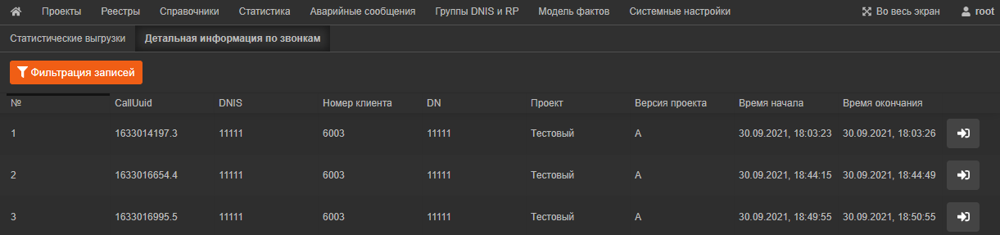 Проекты Реестры Справочники Статистика Аварийные сообщения Группы DNIS и RP Модель фактов Системные настройки Во весь экран root
Статистические выгрузки Детальная информация по звонкам
Фильтрация записей
№ CallUuid DNIS Номер клиента DN Проект Версия проекта Время начала Время окончания
1 1633014197.3 11111 6003 11111 Тестовый A 30.09.2021, 18:03:23 30.09.2021, 18:03:26
2 1633016654.4 11111 6003 11111 Тестовый A 30.09.2021, 18:44:15 30.09.2021, 18:44:49
3 1633016995.5 11111 6003 11111 Тестовый A 30.09.2021, 18:49:55 30.09.2021, 18:50:55